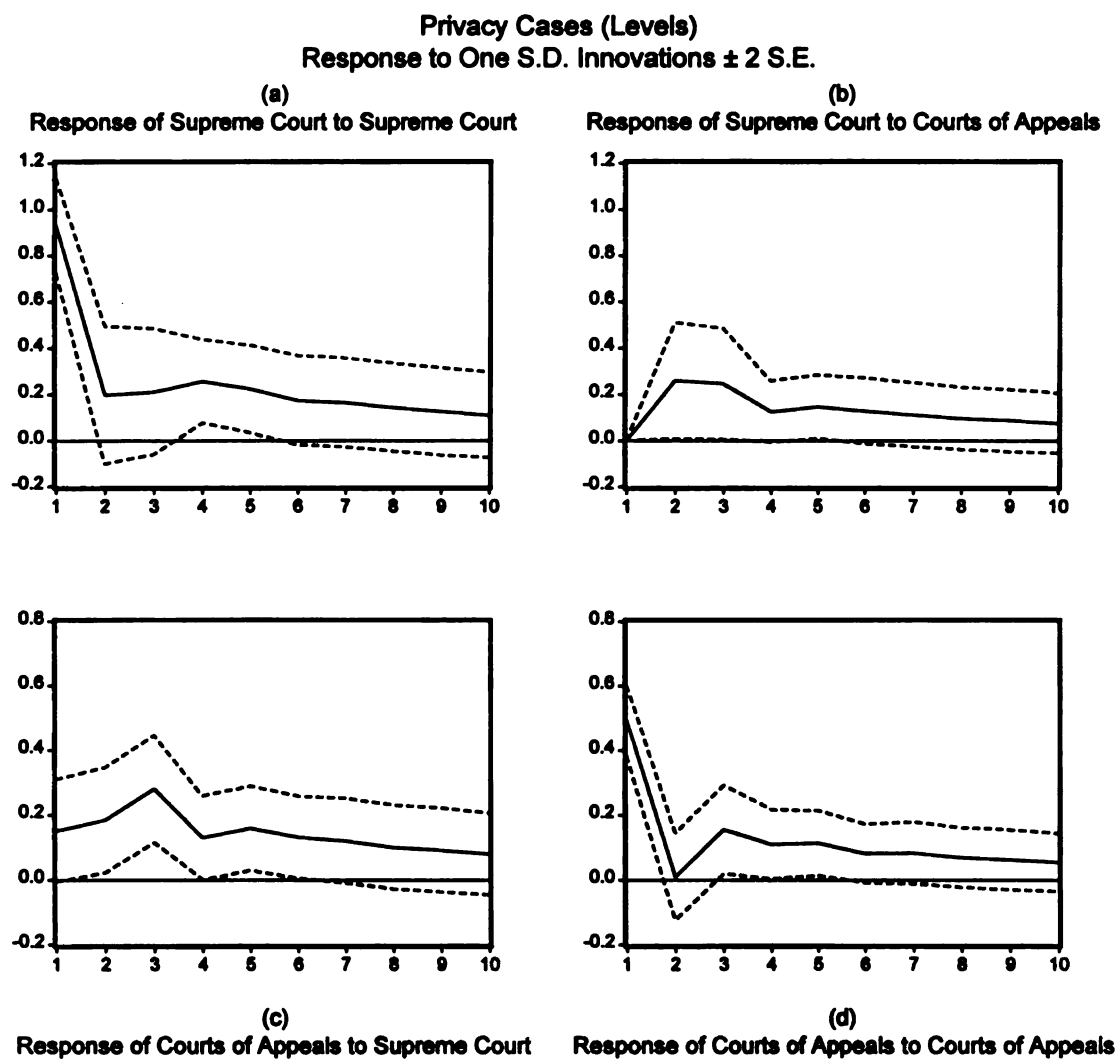 Privacy Cases (Levels)
Response to One S.D. Innovations ± 2 S.E.
(a)
Response of Supreme Court to Supreme Court
1.2
1.0
0.8
0.6
0.4
0.2
0.0
-0.2
1 2 3 4 5 6 7 8 9 10
(b)
Response of Supreme Court to Courts of Appeals
1.2
1.0
0.8
0.6
0.4
0.2
0.0
-0.2
1 2 3 4 5 6 7 8 9 10
0.8
0.6
0.4
0.2
0.0
-0.2
1 2 3 4 5 6 7 8 9 10
(c)
Response of Courts of Appeals to Supreme Court
0.8
0.6
0.4
0.2
0.0
-0.2
1 2 3 4 5 6 7 8 9 10
(d)
Response of Courts of Appeals to Courts of Appeals